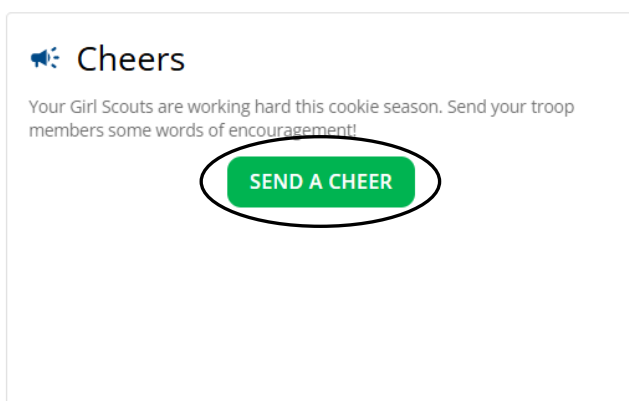 Cheers
Your Girl Scouts are working hard this cookie season. Send your troop
members some words of encouragement!
SEND A CHEER